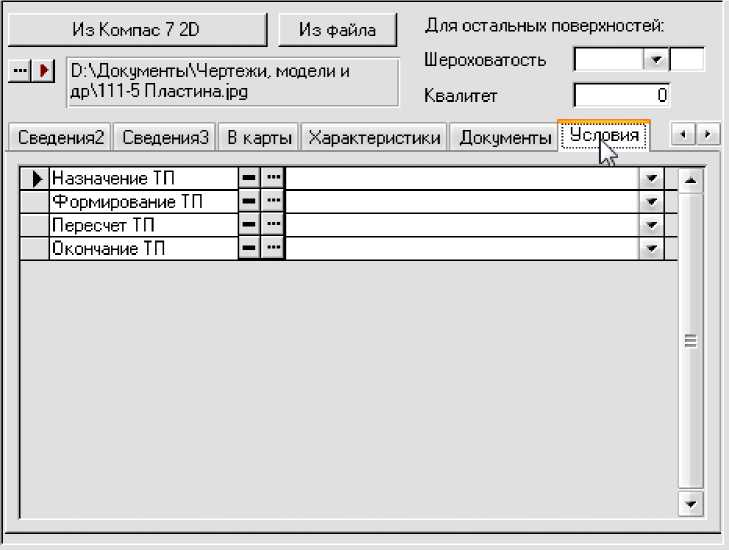 Из Компас 7 2D
Из файла
Для остальных поверхностей:
Шероховатость
D:\Документы\Чертежи, модели и
др\111-5 Пластина.jpg
Квалитет
0
Сведения2 Сведения3 В карты Характеристики Документы Условия
Назначение ТП
Формирование ТП
Пересчет ТП
Окончание ТП